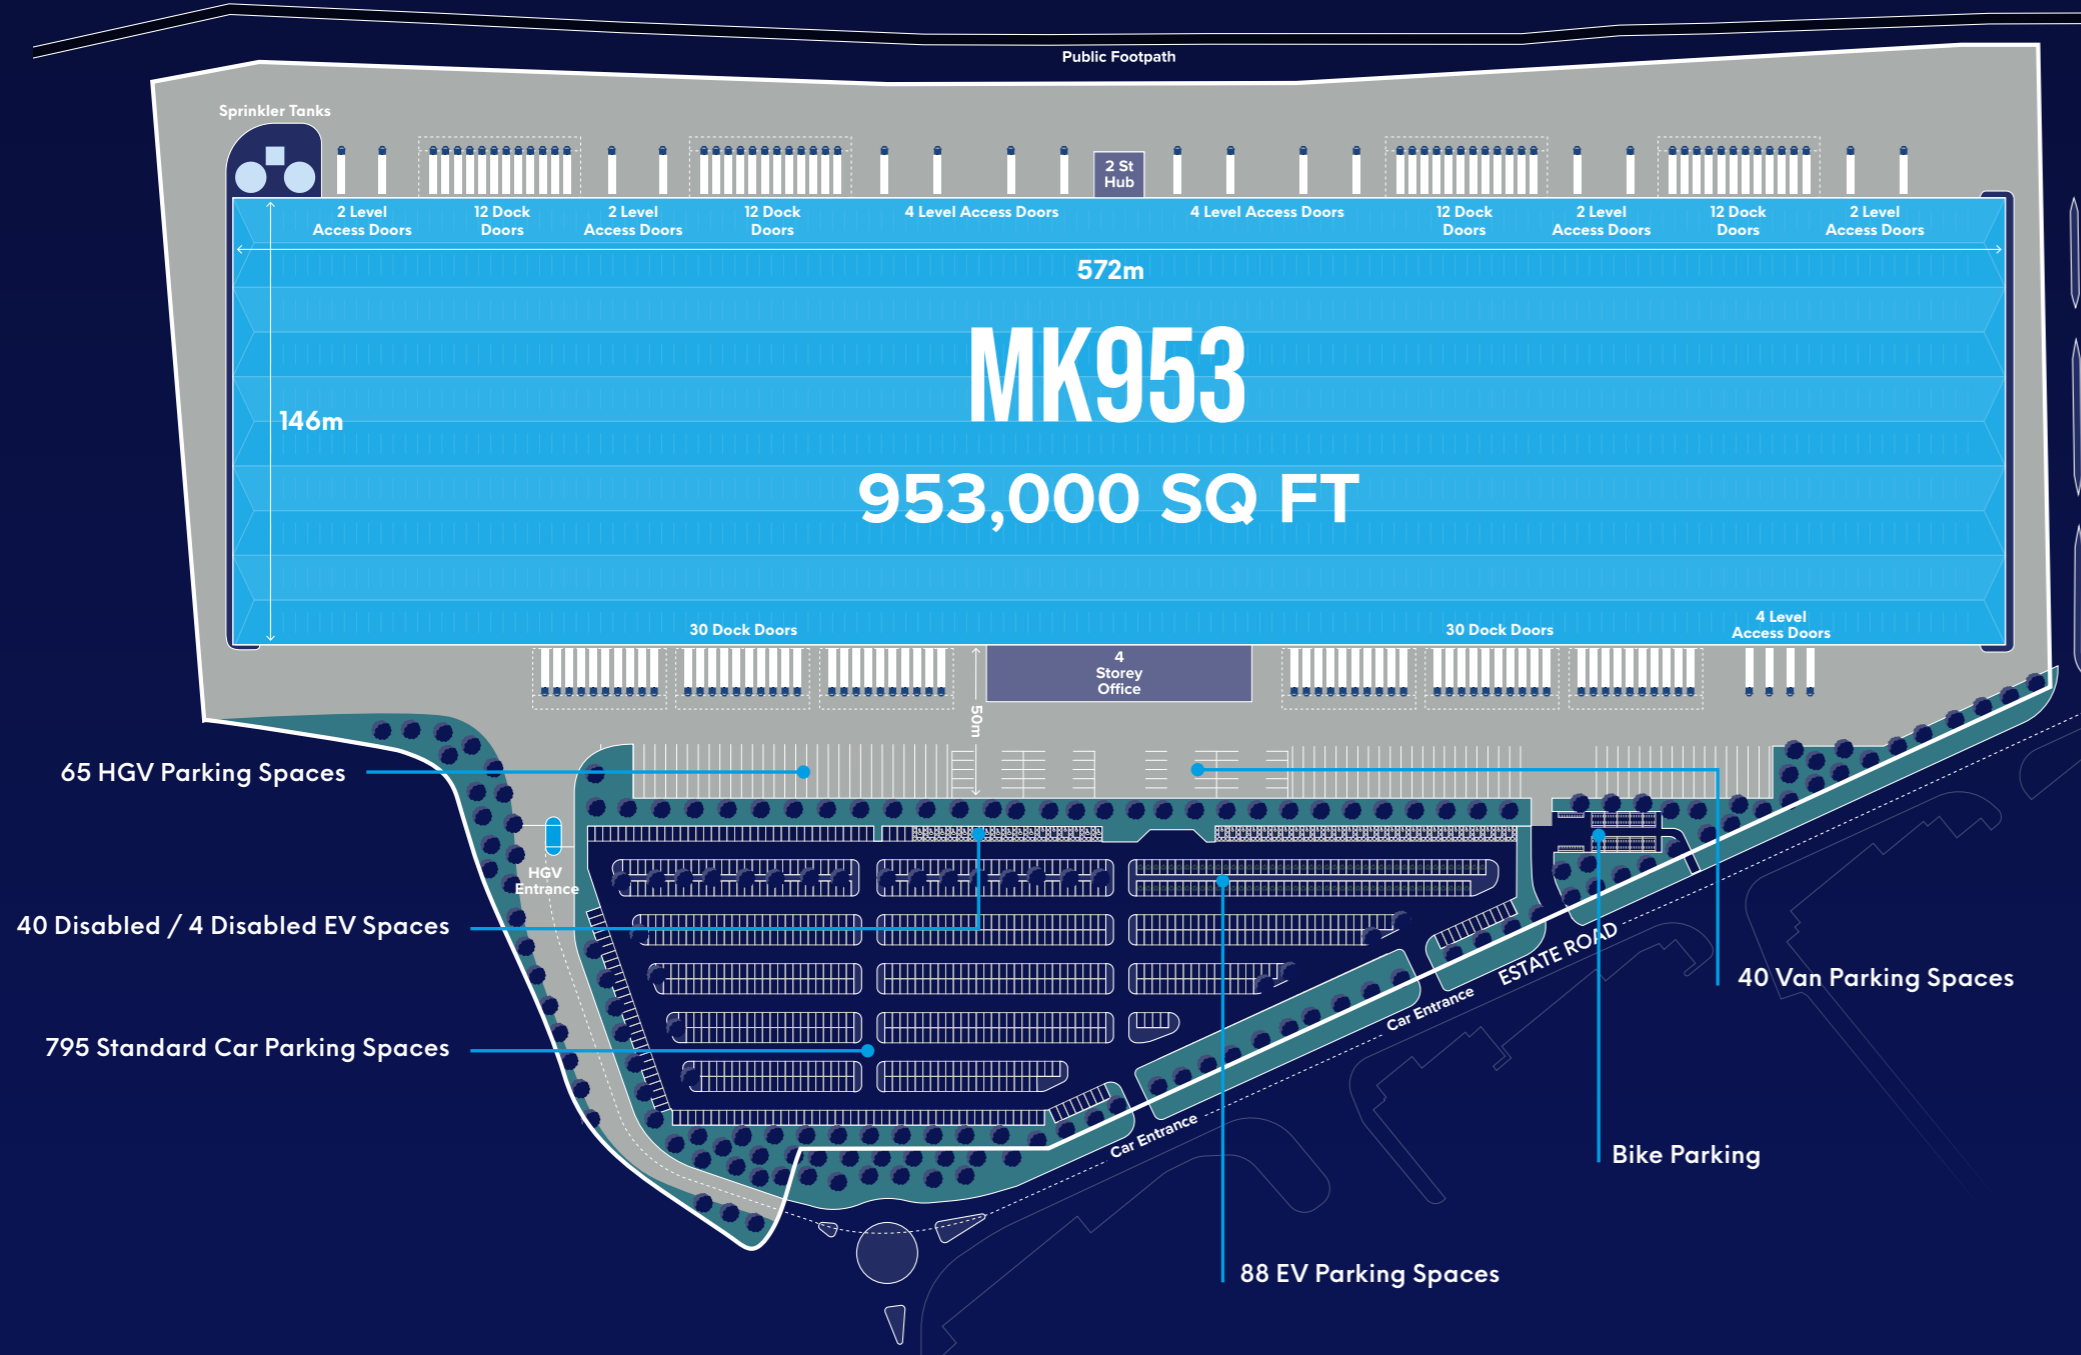 Public Footpath
Sprinkler Tanks
2 St
Hub
2 Level
Access Doors
12 Dock
Doors
2 Level
Access Doors
12 Dock
Doors
4 Level Access Doors
4 Level Access Doors
12 Dock
Doors
2 Level
Access Doors
12 Dock
Doors
2 Level
Access Doors
572m
MK953
146m
953,000 SQ FT
30 Dock Doors
30 Dock Doors
4 Level
Access Doors
4
Storey
Office
50m
65 HGV Parking Spaces
HGV
Entrance
40 Disabled / 4 Disabled EV Spaces
ESTATE ROAD
40 Van Parking Spaces
Car Entrance
795 Standard Car Parking Spaces
Car Entrance
Bike Parking
88 EV Parking Spaces